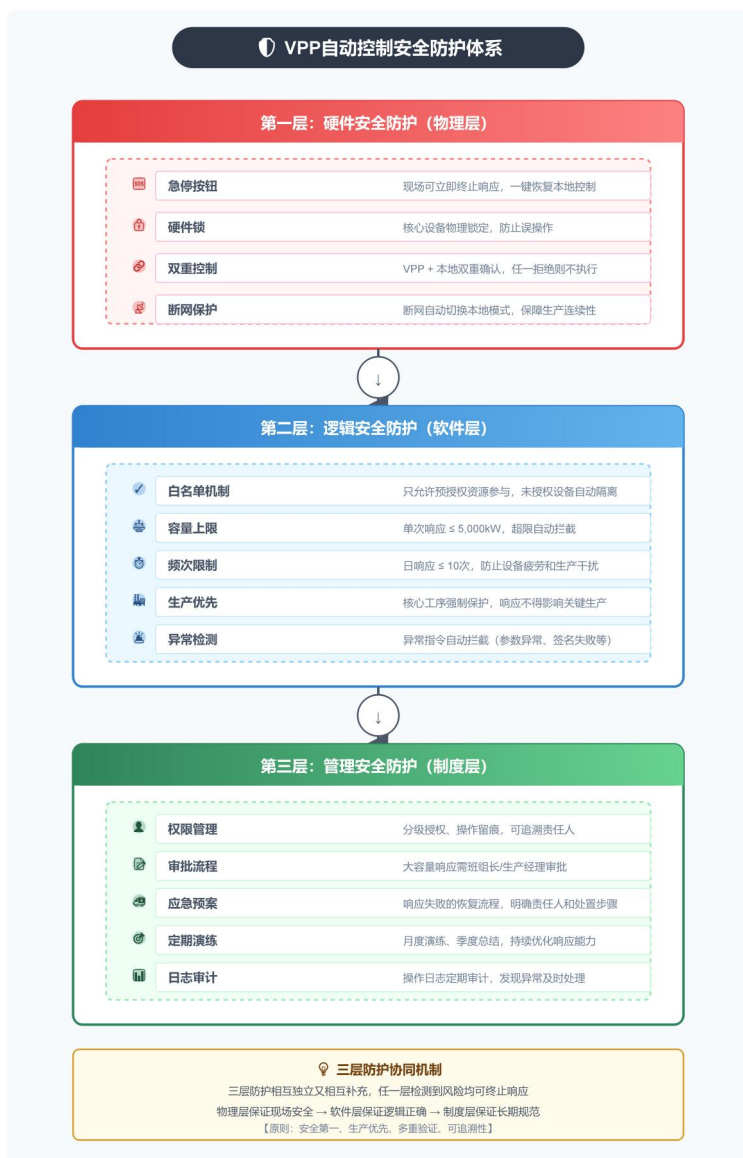 VPP自动控制安全防护体系
第一层：硬件安全防护（物理层）
急停按钮 现场可立即终止响应，一键恢复本地控制
硬件锁 核心设备物理锁定，防止误操作
双重控制 VPP + 本地双重确认，任一拒绝则不执行
断网保护 断网自动切换本地模式，保障生产连续性
↓
第二层：逻辑安全防护（软件层）
白名单机制 只允许预授权资源参与，未授权设备自动隔离
容量上限 单次响应 ≤ 5,000kW，超限自动拦截
频次限制 日响应 ≤ 10次，防止设备疲劳和生产干扰
生产优先 核心工序强制保护，响应不得影响关键生产
异常检测 异常指令自动拦截（参数异常、签名失败等）
↓
第三层：管理安全防护（制度层）
权限管理 分级授权、操作留痕，可追溯责任人
审批流程 大容量响应需班组长/生产经理审批
应急预案 响应失败的恢复流程，明确责任人和处置步骤
定期演练 月度演练、季度总结，持续优化响应能力
日志审计 操作日志定期审计，发现异常及时处理
三层防护协同机制
三层防护相互独立又相互补充，任一层检测到风险均可终止响应
物理层保证现场安全 → 软件层保证逻辑正确 → 制度层保证长期规范
【原则：安全第一、生产优先、多重验证、可追溯性】